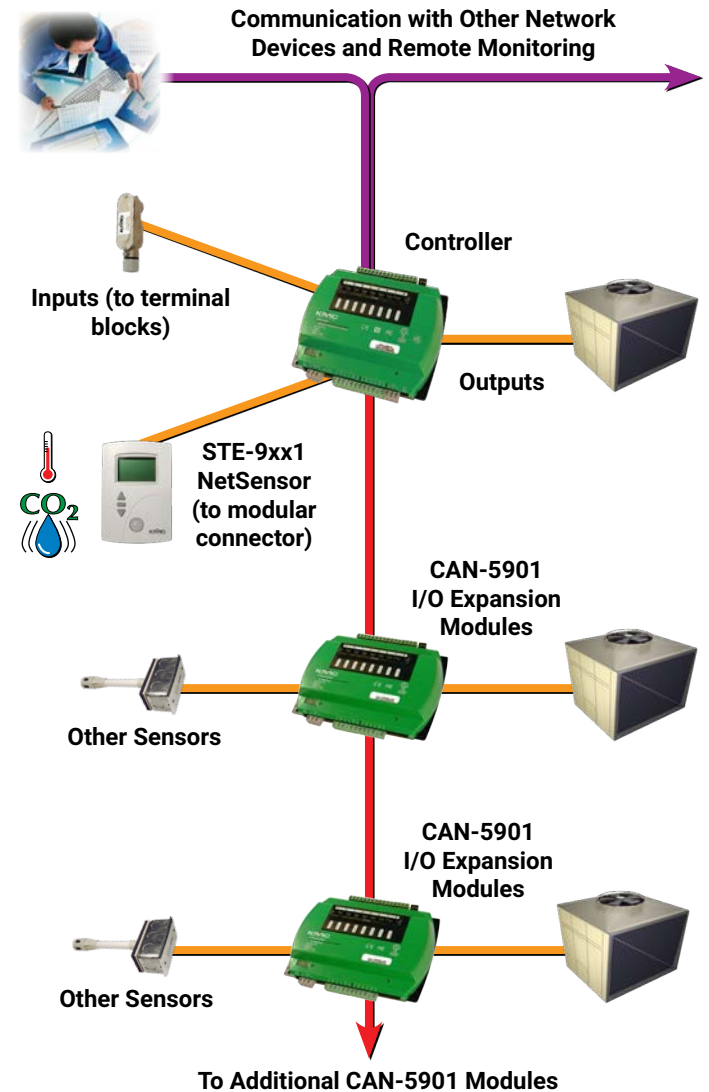 Communication with Other Network
Devices and Remote Monitoring
Controller
Inputs (to terminal
blocks)
Outputs
STE-9xx1
NetSensor
(to modular
connector)
CO2
CAN-5901
I/O Expansion
Modules
Other Sensors
CAN-5901
I/O Expansion
Modules
Other Sensors
To Additional CAN-5901 Modules